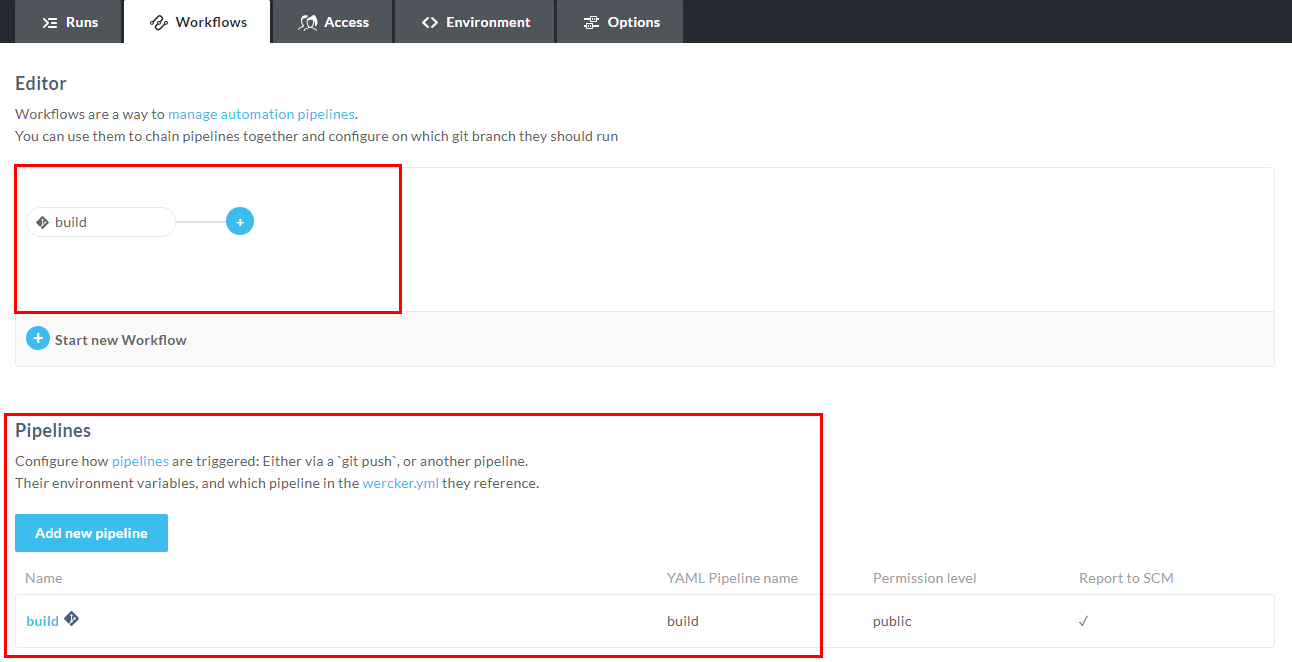 Runs Workflows Access Environment Options
Editor
Workflows are a way to manage automation pipelines.
You can use them to chain pipelines together and configure on which git branch they should run
build +
+ Start new Workflow
Pipelines
Configure how pipelines are triggered: Either via a `git push`, or another pipeline.
Their environment variables, and which pipeline in the wercker.yml they reference.
Add new pipeline
Name YAML Pipeline name Permission level Report to SCM
build build public ✓